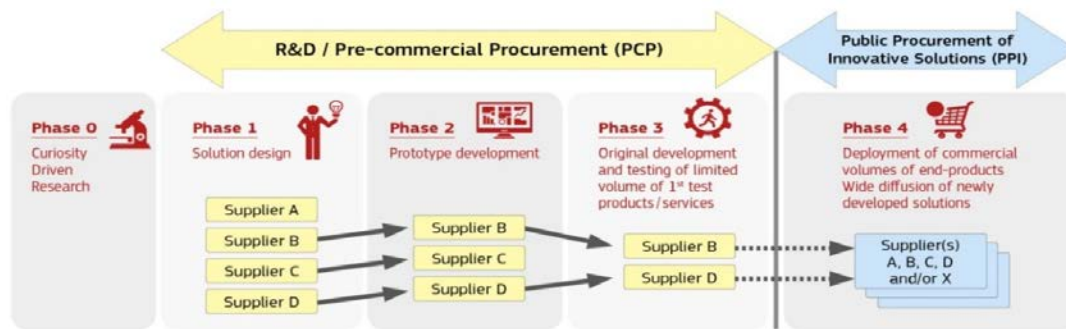 R&D / Pre-commercial Procurement (PCP)
Public Procurement of
Innovative Solutions (PPI)
Phase 0
Curiosity
Driven
Research
Phase 1
Solution design
Supplier A
Supplier B
Supplier C
Supplier D
Phase 2
Prototype development
Supplier B
Supplier C
Supplier D
Phase 3
Original development
and testing of limited
volume of 1st test
products/services
Supplier B
Supplier D
Phase 4
Deployment of commercial
volumes of end-products
Wide diffusion of newly
developed solutions
Supplier(s)
A, B, C, D
and/or X